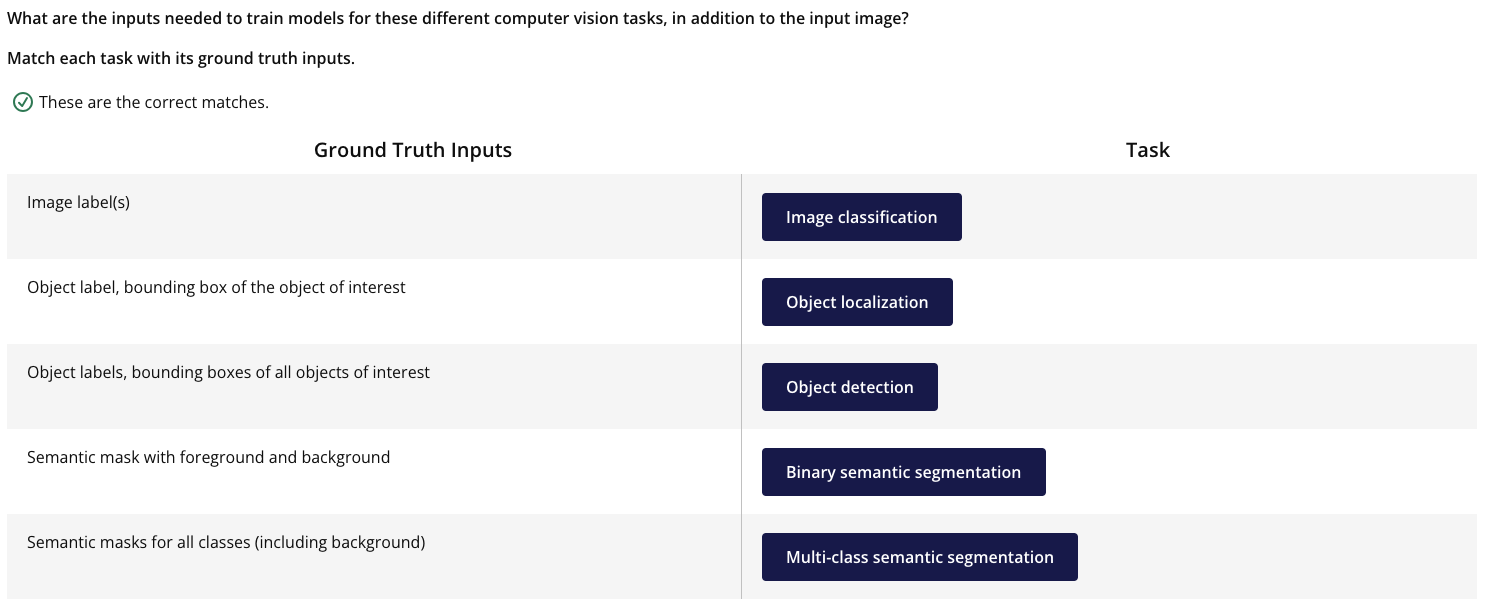 What are the inputs needed to train models for these different computer vision tasks, in addition to the input image?
Match each task with its ground truth inputs.
These are the correct matches.
Ground Truth Inputs
Task
Image label(s)
Image classification
Object label, bounding box of the object of interest
Object localization
Object labels, bounding boxes of all objects of interest
Object detection
Semantic mask with foreground and background
Binary semantic segmentation
Semantic masks for all classes (including background)
Multi-class semantic segmentation